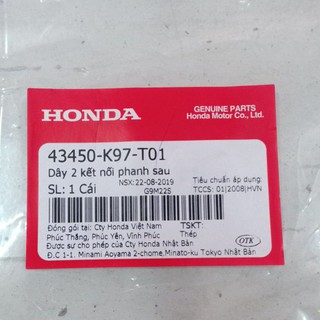 HONDA
GENUINE PARTS
Honda Motor Co., Ltd.
43450-K97-T01
Dây 2 kết nối phanh sau
NSX:22-08-2019
Tiêu chuẩn áp dụng:
SL: 1 Cái
G9M22S
TCCS: 01|2008|HVN
Đóng gói tại: Cty Honda Việt Nam
TSKT:
Phúc Thắng, Phúc Yên, Vĩnh Phúc
Thép
OTK
Được sự cho phép của Cty Honda Nhật Bản
Đ.C 1-1. Minami Aoyama 2-chome,Minato-ku Tokyo Nhật Bản